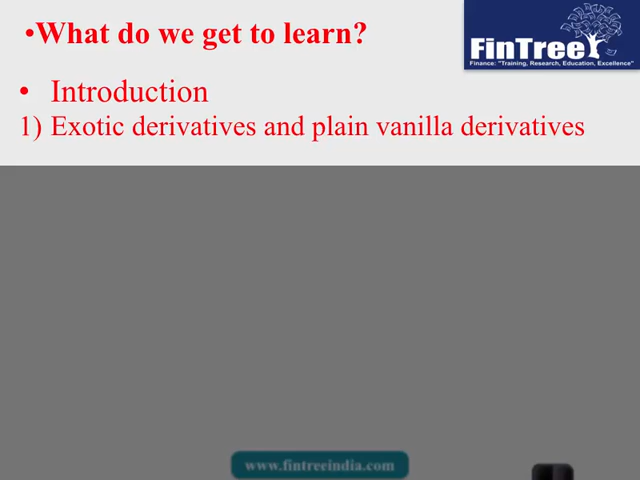 •What do we get to learn?
FinTree
Finance: "Training, Research, Education, Excellence"
• Introduction
1) Exotic derivatives and plain vanilla derivatives
www.fintreeindia.com